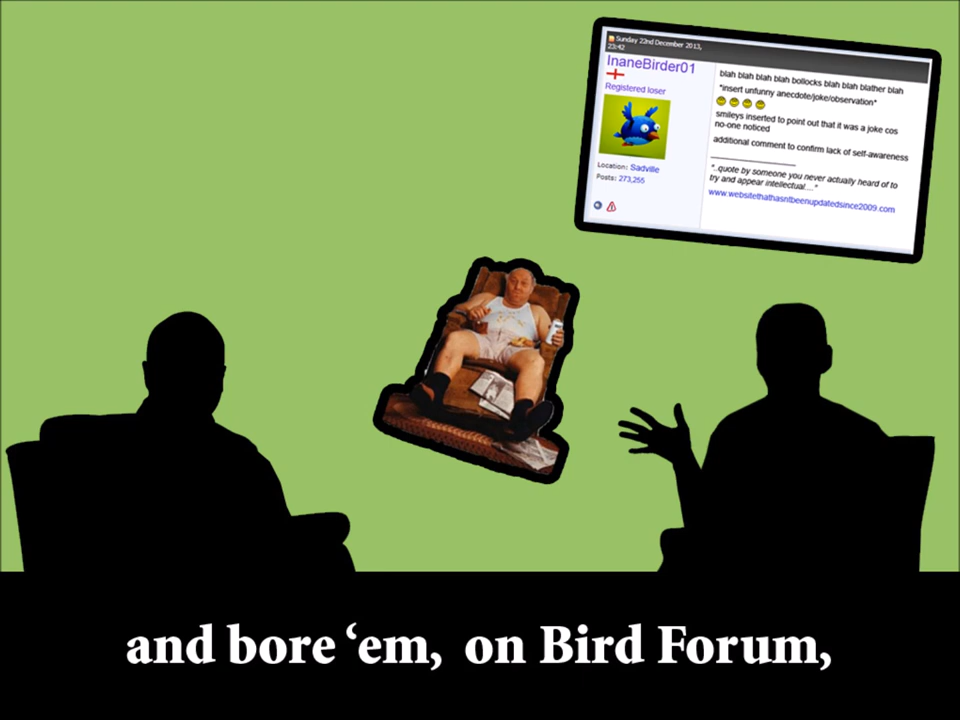 Sunday 22nd December 2013,
23:42
InaneBirder01
Registered loser
Location: Sadville
Posts: 273,255
blah blah blah blah bollocks blah blah blather blah
*insert unfunny anecdote/joke/observation*
smileys inserted to point out that it was a joke cos
no-one noticed
additional comment to confirm lack of self-awareness
"..quote by someone you never actually heard of to
try and appear intellectual...."
www.websitethathasntbeenupdatedsince2009.com
and bore ‘em, on Bird Forum,